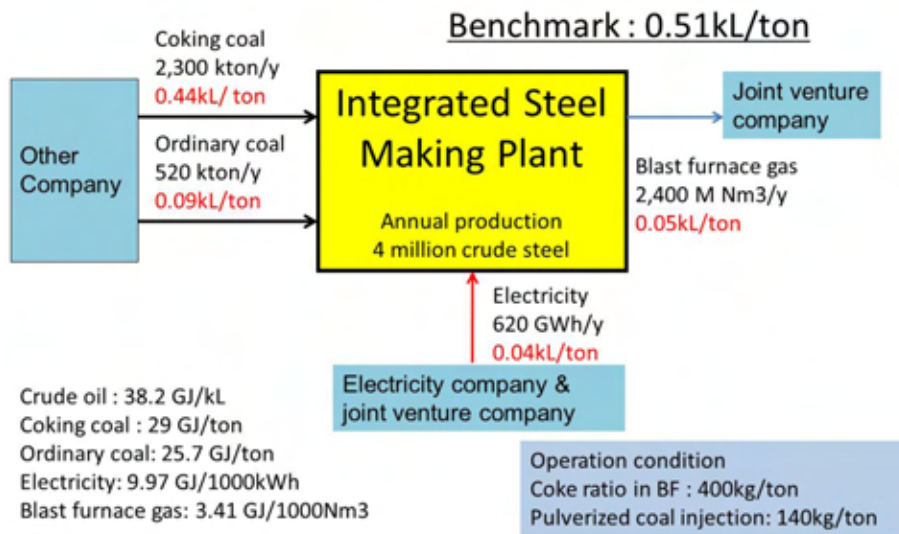 Benchmark : 0.51kL/ton
Coking coal
2,300 kton/y
0.44kL/ ton
Other
Company
Ordinary coal
520 kton/y
0.09kL/ton
Integrated Steel
Making Plant
Annual production
4 million crude steel
Joint venture
company
Blast furnace gas
2,400 M Nm3/y
0.05kL/ton
Electricity
620 GWh/y
0.04kL/ton
Electricity company &
joint venture company
Crude oil : 38.2 GJ/kL
Coking coal : 29 GJ/ton
Ordinary coal: 25.7 GJ/ton
Electricity: 9.97 GJ/1000kWh
Blast furnace gas: 3.41 GJ/1000Nm3
Operation condition
Coke ratio in BF : 400kg/ton
Pulverized coal injection: 140kg/ton